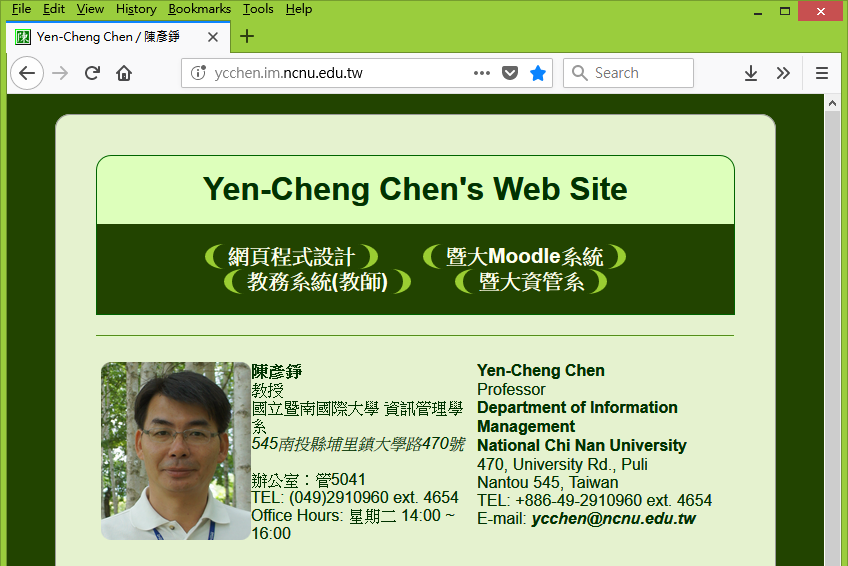 File Edit View History Bookmarks Tools Help
Yen-Cheng Chen / 陳彥錚
ycchen.im.ncnu.edu.tw
Search
Yen-Cheng Chen's Web Site
網頁程式設計 暨大Moodle系統
教務系統(教師) 暨大資管系
陳彥錚
教授
國立暨南國際大學 資訊管理學
系
545南投縣埔里鎮大學路470號
辦公室：管5041
TEL: (049)2910960 ext. 4654
Office Hours: 星期二 14:00 ~
16:00
Yen-Cheng Chen
Professor
Department of Information
Management
National Chi Nan University
470, University Rd., Puli
Nantou 545, Taiwan
TEL: +886-49-2910960 ext. 4654
E-mail: ycchen@ncnu.edu.tw